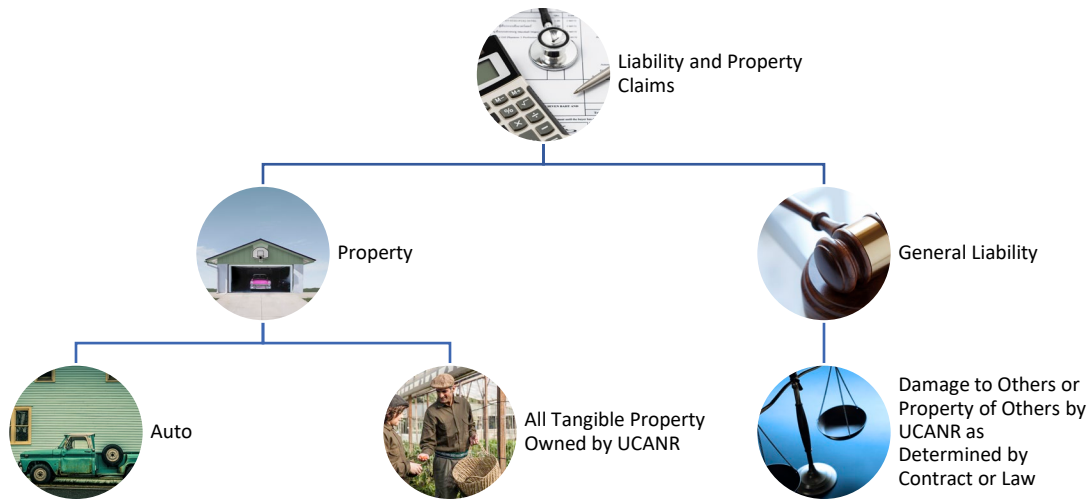 Liability and Property
Claims
Property
General Liability
Auto
All Tangible Property
Owned by UCANR
Damage to Others or
Property of Others by
UCANR as
Determined by
Contract or Law